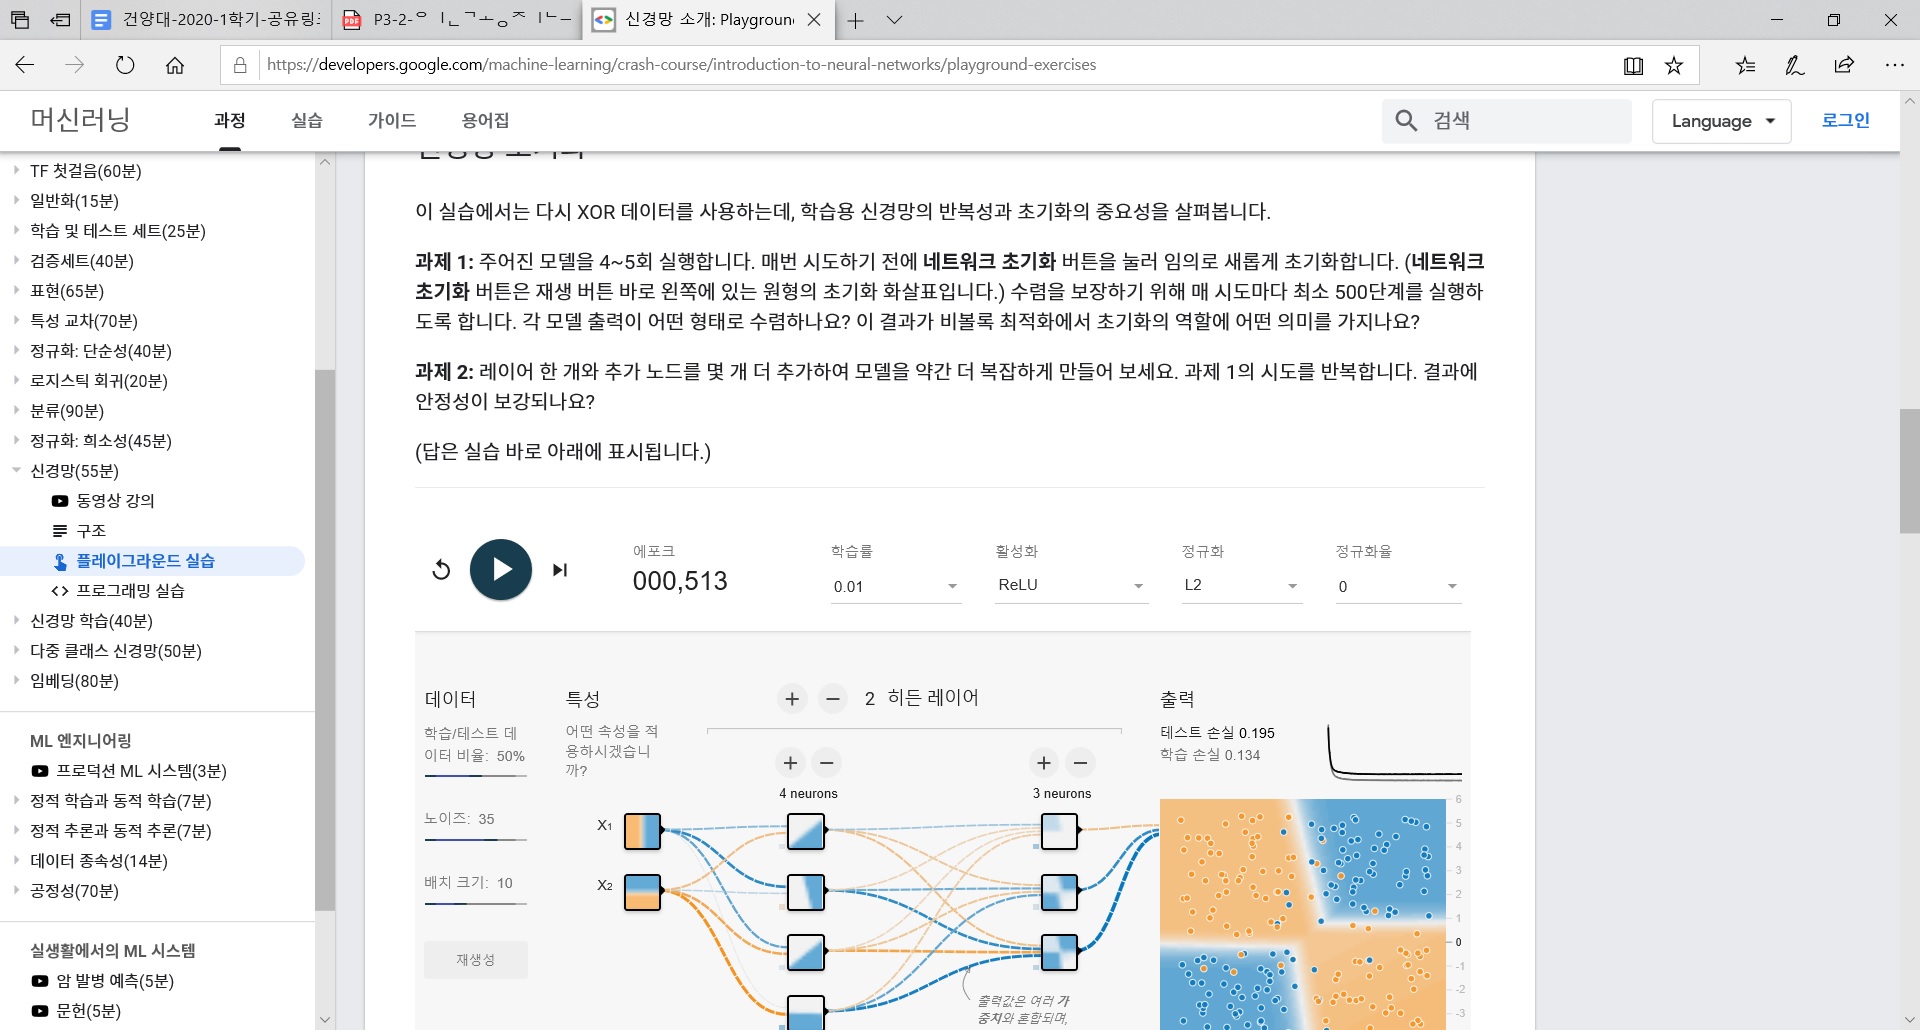 건양대-2020-1학기-공유링크
신경망 소개: Playground
https://developers.google.com/machine-learning/crash-course/introduction-to-neural-networks/playground-exercises
머신러닝
과정
실습
가이드
용어집
검색
Language
로그인
TF 첫걸음(60분)
일반화(15분)
학습 및 테스트 세트(25분)
검증세트(40분)
표현(65분)
특성 교차(70분)
정규화: 단순성(40분)
로지스틱 회귀(20분)
분류(90분)
정규화: 희소성(45분)
신경망(55분)
동영상 강의
구조
플레이그라운드 실습
프로그래밍 실습
신경망 학습(40분)
다중 클래스 신경망(50분)
임베딩(80분)
ML 엔지니어링
프로덕션 ML 시스템(3분)
정적 학습과 동적 학습(7분)
정적 추론과 동적 추론(7분)
데이터 종속성(14분)
공정성(70분)
실생활에서의 ML 시스템
암 발병 예측(5분)
문헌(5분)
이 실습에서는 다시 XOR 데이터를 사용하는데, 학습용 신경망의 반복성과 초기화의 중요성을 살펴봅니다.
과제 1: 주어진 모델을 4~5회 실행합니다. 매번 시도하기 전에 네트워크 초기화 버튼을 눌러 임의로 새롭게 초기화합니다. (네트워크
초기화 버튼은 재생 버튼 바로 왼쪽에 있는 원형의 초기화 화살표입니다.) 수렴을 보장하기 위해 매 시도마다 최소 500단계를 실행하
도록 합니다. 각 모델 출력이 어떤 형태로 수렴하나요? 이 결과가 비볼록 최적화에서 초기화의 역할에 어떤 의미를 가지나요?
과제 2: 레이어 한 개와 추가 노드를 몇 개 더 추가하여 모델을 약간 더 복잡하게 만들어 보세요. 과제 1의 시도를 반복합니다. 결과에
안정성이 보강되나요?
(답은 실습 바로 아래에 표시됩니다.)
에포크
000,513
학습률
0.01
활성화
ReLU
정규화
L2
정규화율
0
데이터
학습/테스트 데
이터 비율: 50%
노이즈: 35
배치 크기: 10
재생성
특성
어떤 속성을 적
용하시겠습니
까?
X1
X2
+ − 2 히든 레이어
+ −
4 neurons
+ −
3 neurons
출력값은 여러 가
중치와 혼합되며,
출력
테스트 손실 0.195
학습 손실 0.134
6
5
4
3
2
1
0
-1
-2
-3